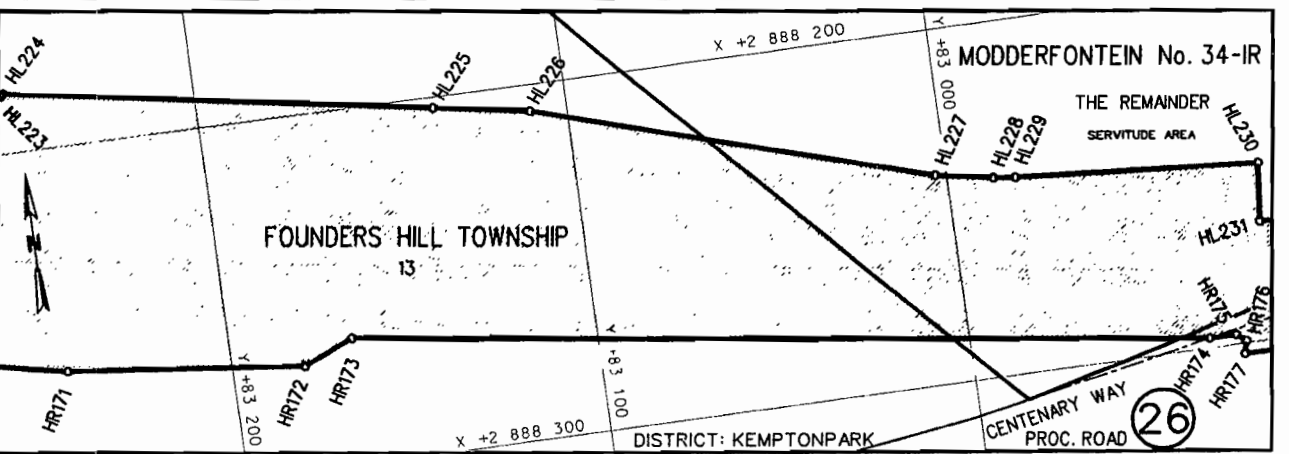 HL224
HL223
HL225
HL226
X +2 888 200
Y +83 000
MODDERFONTEIN No. 34-IR
THE REMAINDER
SERVITUDE AREA
HL227
HL228
HL229
HL230
HL231
N
FOUNDERS HILL TOWNSHIP
13
HR171
Y +83 200
HR172
HR173
Y +83 100
HR175
HR176
HR174
HR177
X +2 888 300
DISTRICT: KEMPTONPARK
CENTENARY WAY
PROC. ROAD
26